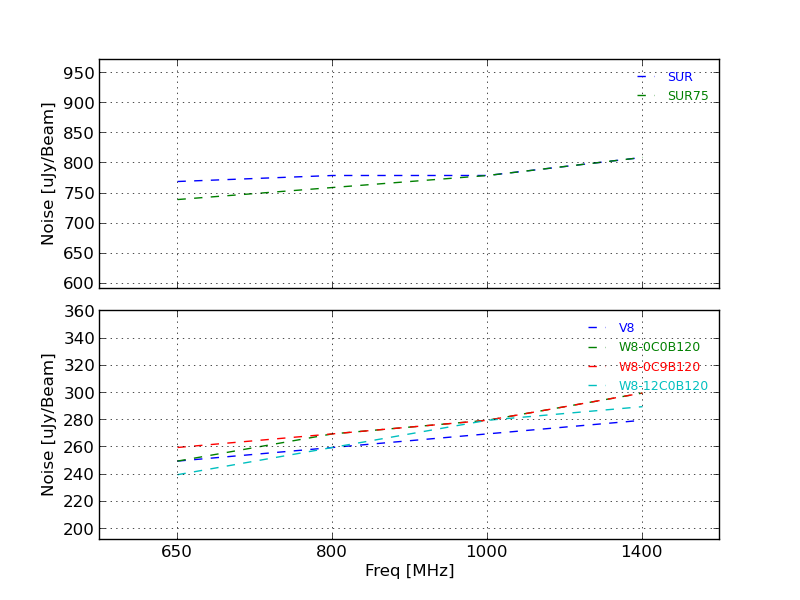 950
900
850
800
750
700
650
600
Noise [uJy/Beam]
SUR
SUR75
360
340
320
300
280
260
240
220
200
Noise [uJy/Beam]
V8
W8-0C0B120
W8-0C9B120
W8-12C0B120
650 800 1000 1400
Freq [MHz]